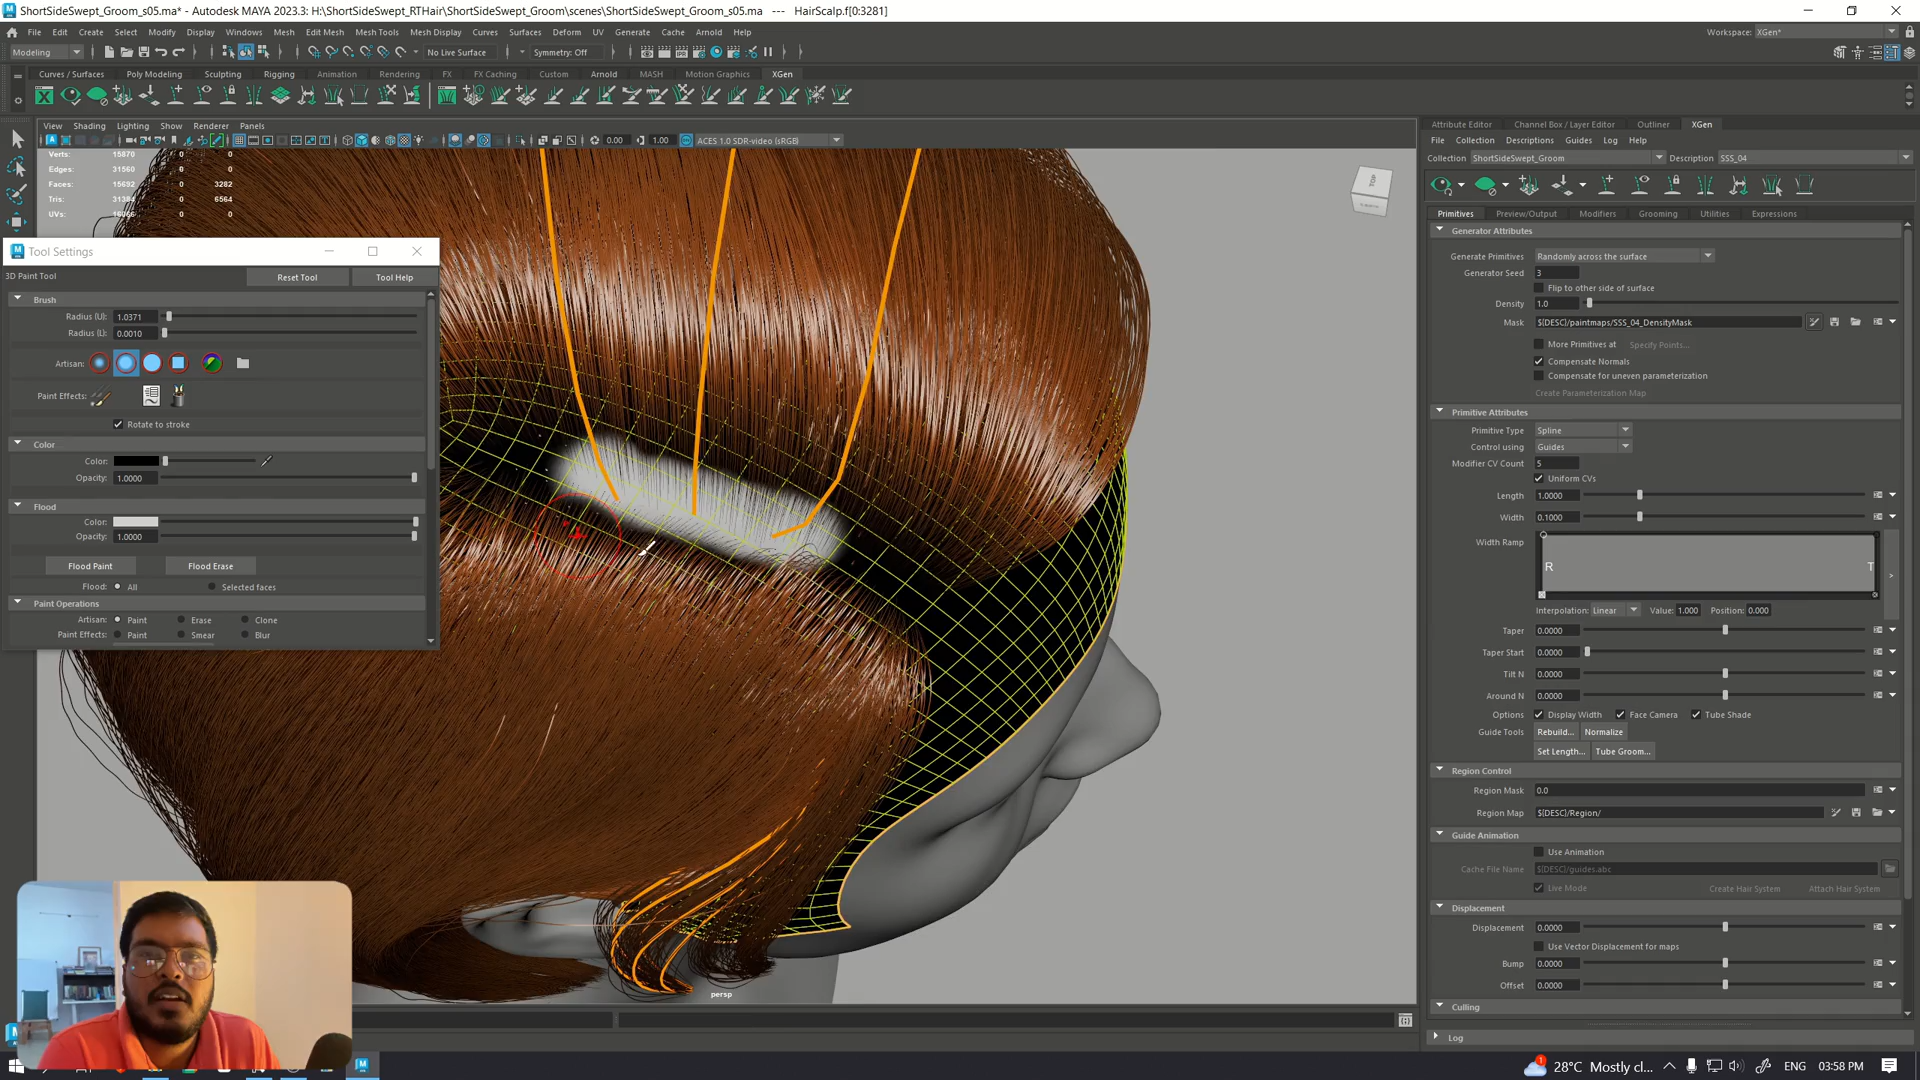 ShortSideSwept_Groom_s05.ma* - Autodesk MAYA 2023.3: H:\ShortSideSwept_RTHair\ShortSideSwept_Groom\scenes\ShortSideSwept_Groom_s05.ma --- HairScalp.f[0:3281]
File Edit Create Select Modify Display Windows Mesh Edit Mesh Mesh Tools Mesh Display Curves Surfaces Deform UV Generate Cache Arnold Help
Workspace: XGen*
Modeling
No Live Surface
Symmetry: Off
Curves / Surfaces Poly Modeling Sculpting Rigging Animation Rendering FX FX Caching Custom Arnold MASH Motion Graphics XGen
View Shading Lighting Show Renderer Panels
0.00 1.00 ACES 1.0 SDR-video (sRGB)
Verts: 15870 0 0
Edges: 31560 0 0
Faces: 15692 0 3282
Tris: 31384 0 6564
UVs: 0 0
TOP
Tool Settings
3D Paint Tool Reset Tool Tool Help
Brush
Radius (U): 1.0371
Radius (L): 0.0010
Artisan:
Paint Effects:
Rotate to stroke
Color
Color:
Opacity: 1.0000
Flood
Color:
Opacity: 1.0000
Flood Paint Flood Erase
Flood: All Selected faces
Paint Operations
Artisan: Paint Erase Clone
Paint Effects: Paint Smear Blur
persp
Attribute Editor Channel Box / Layer Editor Outliner XGen
File Collection Descriptions Guides Log Help
Collection ShortSideSwept_Groom Description SSS_04
Primitives Preview/Output Modifiers Grooming Utilities Expressions
Generator Attributes
Generate Primitives Randomly across the surface
Generator Seed 3
Flip to other side of surface
Density 1.0
Mask ${DESC}/paintmaps/SSS_04_DensityMask
More Primitives at Specify Points...
Compensate Normals
Compensate for uneven parameterization
Create Parameterization Map
Primitive Attributes
Primitive Type Spline
Control using Guides
Modifier CV Count 5
Uniform CVs
Length 1.0000
Width 0.1000
Width Ramp
R T
>
Interpolation: Linear Value: 1.000 Position: 0.000
Taper 0.0000
Taper Start 0.0000
Tilt N 0.0000
Around N 0.0000
Options Display Width Face Camera Tube Shade
Guide Tools Rebuild... Normalize
Set Length... Tube Groom...
Region Control
Region Mask 0.0
Region Map ${DESC}/Region/
Guide Animation
Use Animation
Cache File Name ${DESC}/guides.abc
Live Mode Create Hair System Attach Hair System
Displacement
Displacement 0.0000
Use Vector Displacement for maps
Bump 0.0000
Offset 0.0000
Culling
Log
1 28°C Mostly cl... ENG 03:58 PM